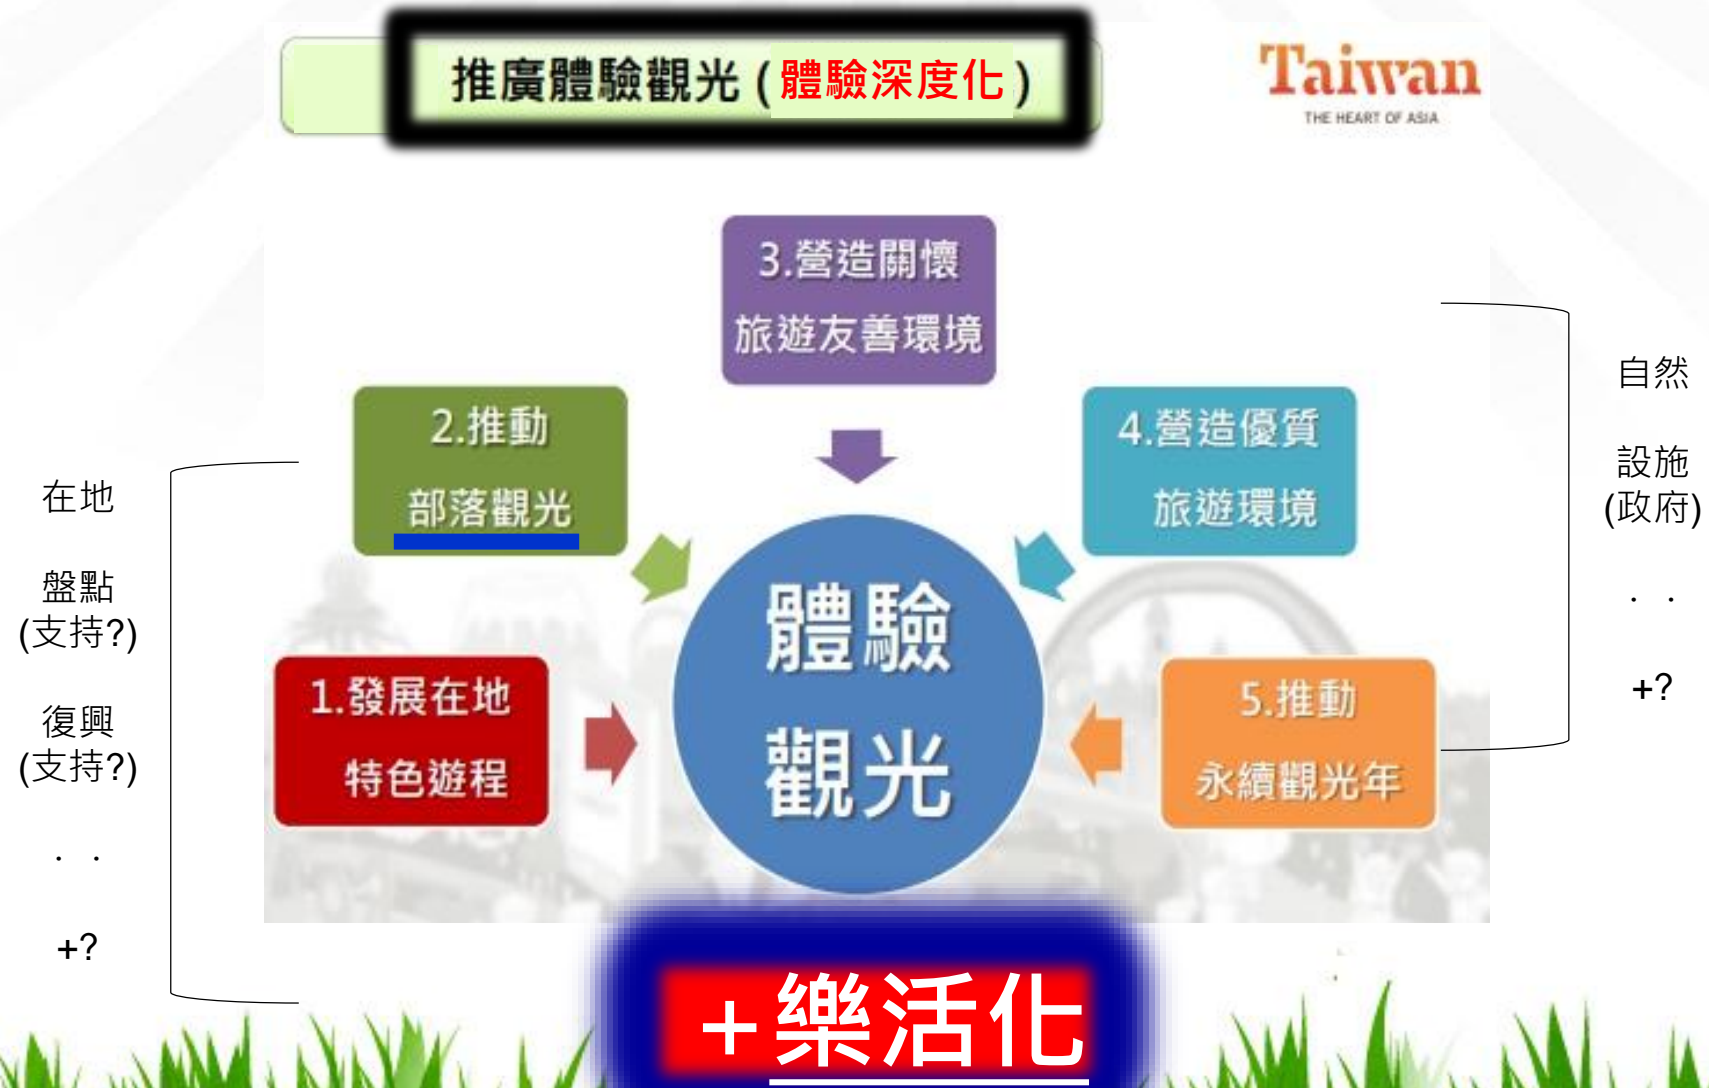 推廣體驗觀光(體驗深度化)
Taiwan
THE HEART OF ASIA
3.營造關懷
旅遊友善環境
2.推動
部落觀光
4.營造優質
旅遊環境
1.發展在地
特色遊程
5.推動
永續觀光年
體驗
觀光
在地
盤點
(支持?)
復興
(支持?)
. .
+?
自然
設施
(政府)
. .
+?
+樂活化